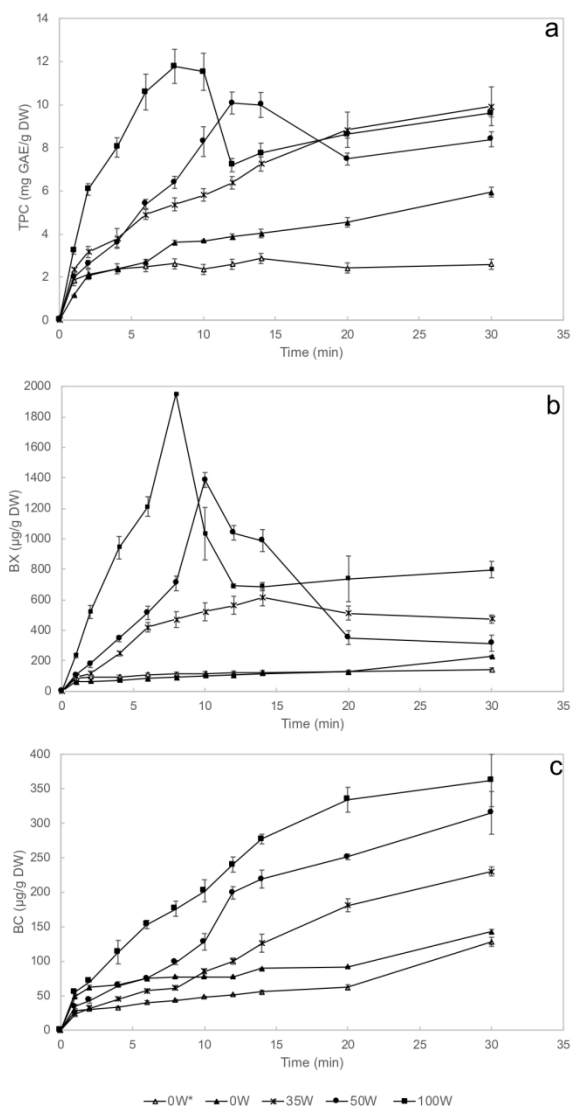 a
14
12
10
8
6
4
2
0
TPC (mg GAE/g DW)
0 5 10 15 20 25 30 35
Time (min)
b
2000
1800
1600
1400
1200
1000
800
600
400
200
0
BX (µg/g DW)
0 5 10 15 20 25 30 35
Time (min)
c
400
350
300
250
200
150
100
50
0
BC (µg/g DW)
0 5 10 15 20 25 30 35
Time (min)
0W* 0W 35W 50W 100W